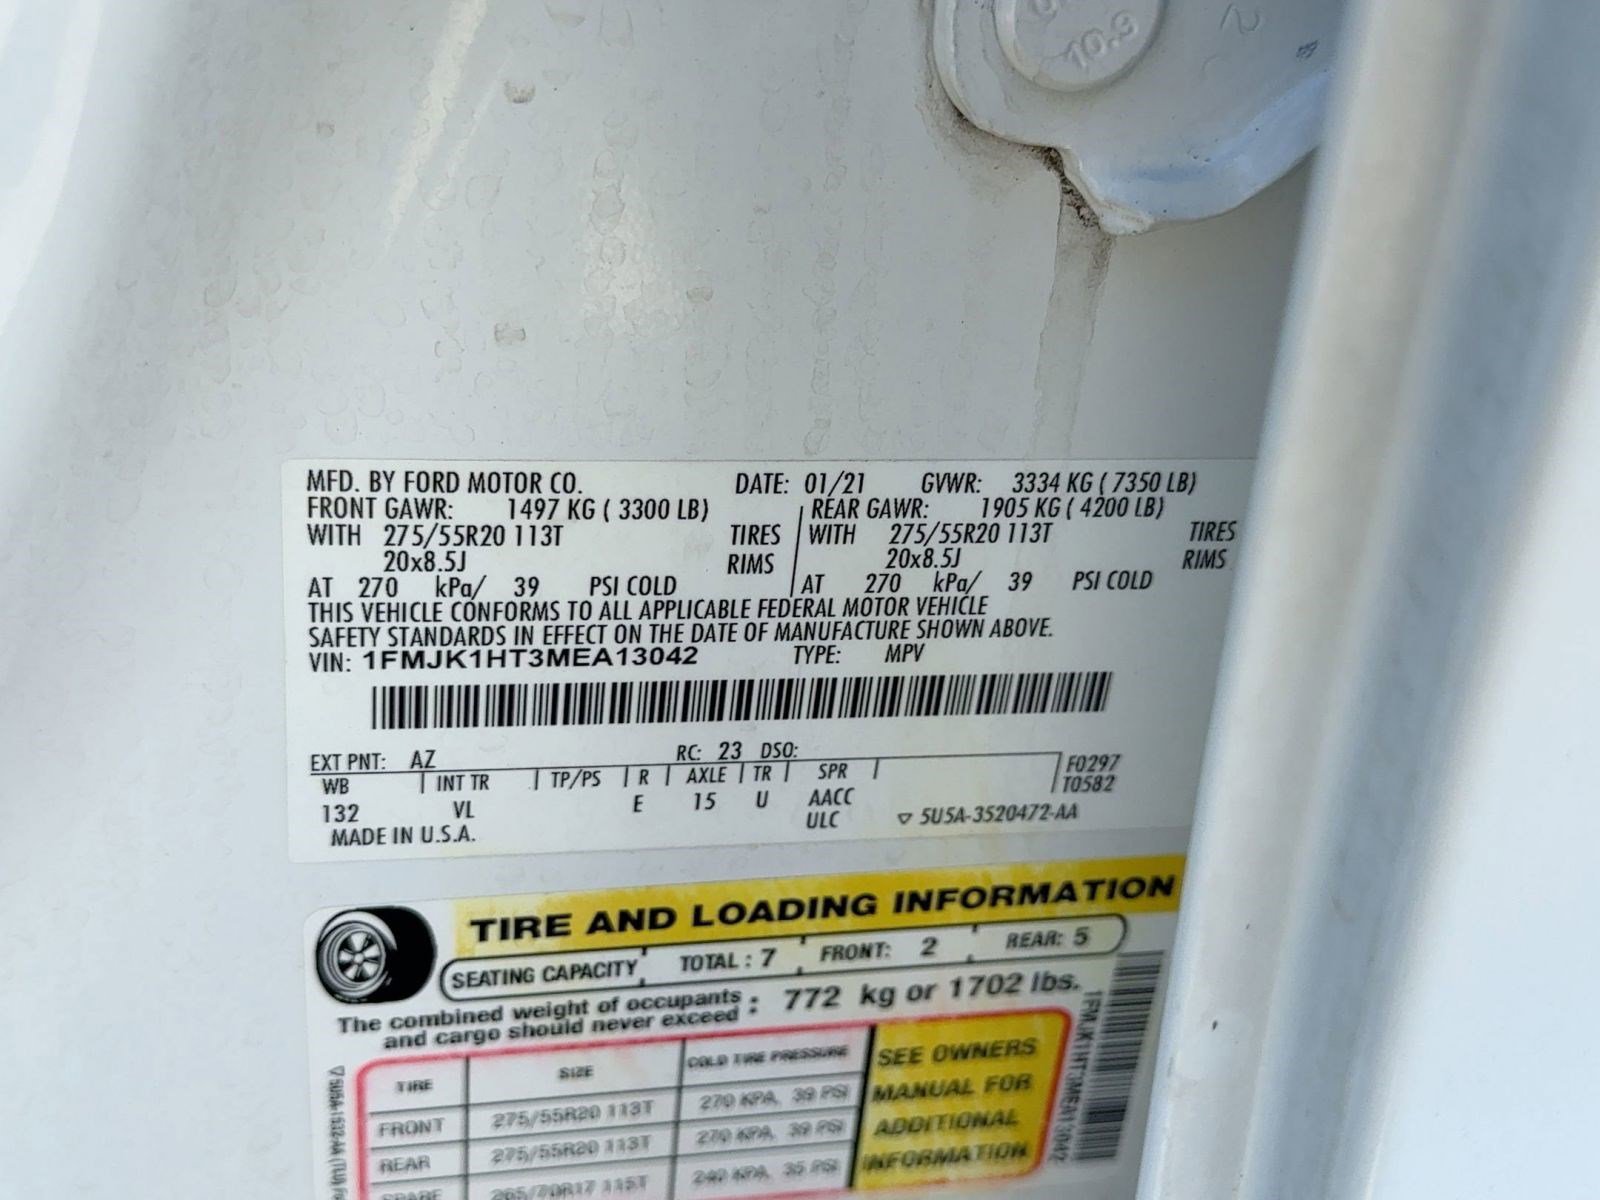 10.9
2
MFD. BY FORD MOTOR CO. DATE: 01/21 GVWR: 3334 KG ( 7350 LB)
FRONT GAWR: 1497 KG ( 3300 LB) REAR GAWR: 1905 KG ( 4200 LB)
WITH 275/55R20 113T TIRES WITH 275/55R20 113T TIRES
20x8.5J RIMS 20x8.5J RIMS
AT 270 kPa/ 39 PSI COLD AT 270 kPa/ 39 PSI COLD
THIS VEHICLE CONFORMS TO ALL APPLICABLE FEDERAL MOTOR VEHICLE
SAFETY STANDARDS IN EFFECT ON THE DATE OF MANUFACTURE SHOWN ABOVE.
VIN: 1FMJK1HT3MEA13042 TYPE: MPV
EXT PNT: AZ RC: 23 DSO:
WB INT TR TP/PS R AXLE TR SPR F0297
T0582
132 VL E 15 U AACC
ULC ▽ 5U5A-3520472-AA
MADE IN U.S.A.
TIRE AND LOADING INFORMATION
SEATING CAPACITY TOTAL : 7 FRONT: 2 REAR: 5
The combined weight of occupants
and cargo should never exceed : 772 kg or 1702 lbs.
TIRE SIZE COLD TIRE PRESSURE
FRONT 275/55R20 113T 270 KPA, 39 PSI
REAR 275/55R20 113T 270 KPA, 39 PSI
SPARE 265/70R17 115T 240 KPA, 35 PSI
SEE OWNERS
MANUAL FOR
ADDITIONAL
INFORMATION
1FMJK1HT3MEA13042